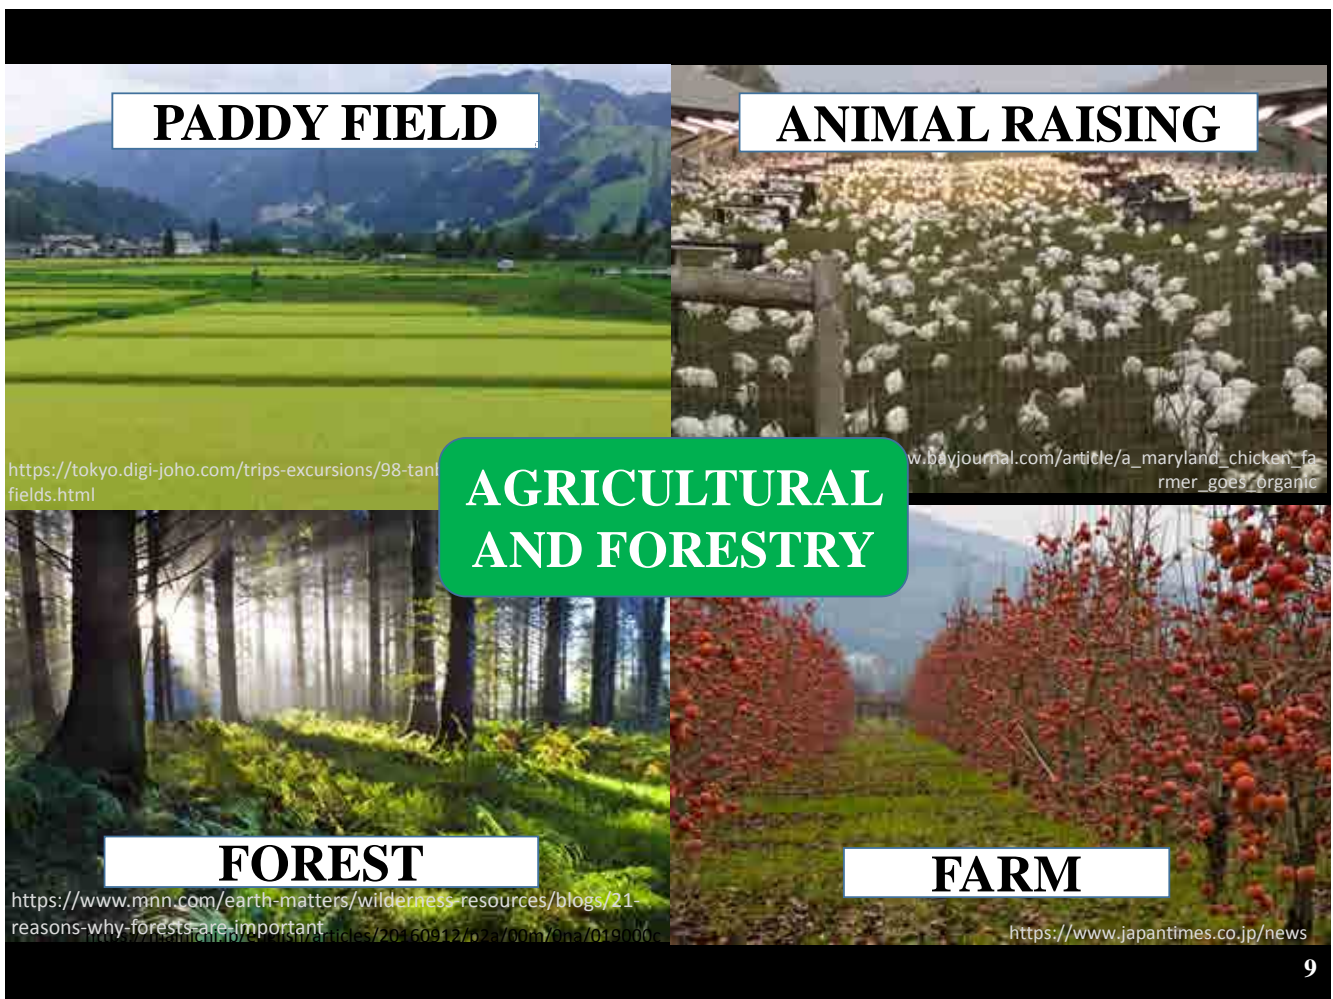 PADDY FIELD
ANIMAL RAISING
https://tokyo.digi-joho.com/trips-excursions/98-tanb
fields.html
w.bayjournal.com/article/a_maryland_chicken_fa
rmer_goes_organic
AGRICULTURAL
AND FORESTRY
FOREST
https://www.mnn.com/earth-matters/wilderness-resources/blogs/21-
reasons-why-forests-are-important
FARM
https://www.japantimes.co.jp/news
9